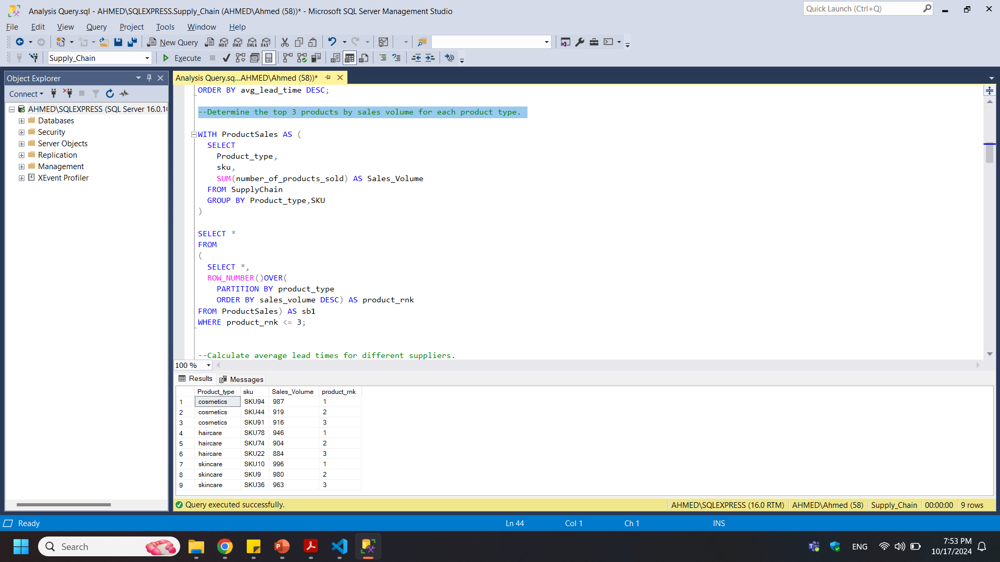 Analysis Query.sql - AHMED\SQLEXPRESS.Supply_Chain (AHMED\Ahmed (58))* - Microsoft SQL Server Management Studio
Quick Launch (Ctrl+Q)
File Edit View Query Project Tools Window Help
New Query MDX DMX XMLA DAX
Supply_Chain Execute
Object Explorer
Connect
AHMED\SQLEXPRESS (SQL Server 16.0.10
Databases
Security
Server Objects
Replication
Management
XEvent Profiler
Analysis Query.sq...AHMED\Ahmed (58))*
ORDER BY avg_lead_time DESC;
--Determine the top 3 products by sales volume for each product type.
WITH ProductSales AS (
SELECT
Product_type,
sku,
SUM(number_of_products_sold) AS Sales_Volume
FROM SupplyChain
GROUP BY Product_type,SKU
)
SELECT *
FROM
(
SELECT *,
ROW_NUMBER()OVER(
PARTITION BY product_type
ORDER BY sales_volume DESC) AS product_rnk
FROM ProductSales) AS sb1
WHERE product_rnk <= 3;
--Calculate average lead times for different suppliers.
100 %
Results Messages
Product_type sku Sales_Volume product_rnk
1 cosmetics SKU94 987 1
2 cosmetics SKU44 919 2
3 cosmetics SKU91 916 3
4 haircare SKU78 946 1
5 haircare SKU74 904 2
6 haircare SKU22 884 3
7 skincare SKU10 996 1
8 skincare SKU9 980 2
9 skincare SKU36 963 3
Query executed successfully. AHMED\SQLEXPRESS (16.0 RTM) AHMED\Ahmed (58) Supply_Chain 00:00:00 9 rows
Ready Ln 44 Col 1 Ch 1 INS
Search
ENG
7:53 PM
10/17/2024